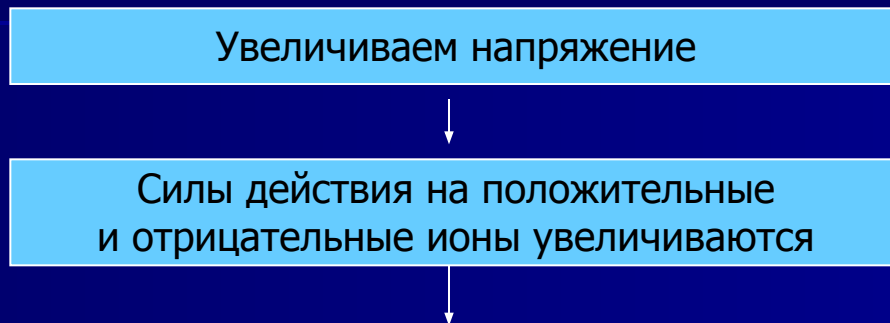 Увеличиваем напряжение
Силы действия на положительные
и отрицательные ионы увеличиваются